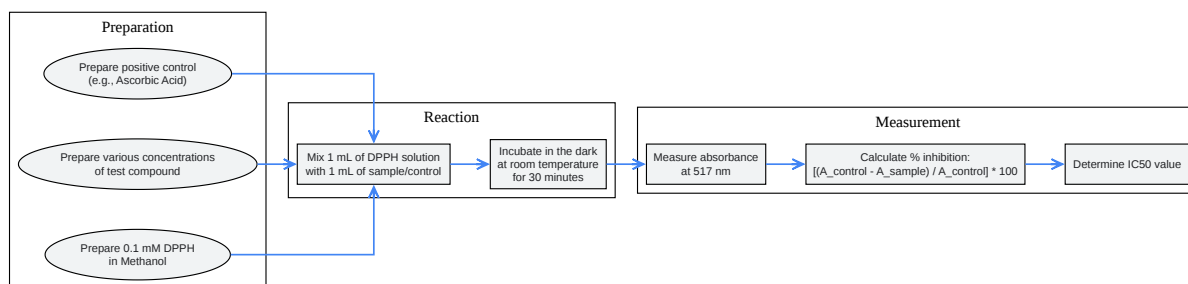 Preparation
Prepare positive control
(e.g., Ascorbic Acid)
Prepare various concentrations
of test compound
Prepare 0.1 mM DPPH
in Methanol
Reaction
Mix 1 mL of DPPH solution
with 1 mL of sample/control
Incubate in the dark
at room temperature
for 30 minutes
Measurement
Measure absorbance
at 517 nm
Calculate % inhibition:
[(A_control - A_sample) / A_control] * 100
Determine IC50 value